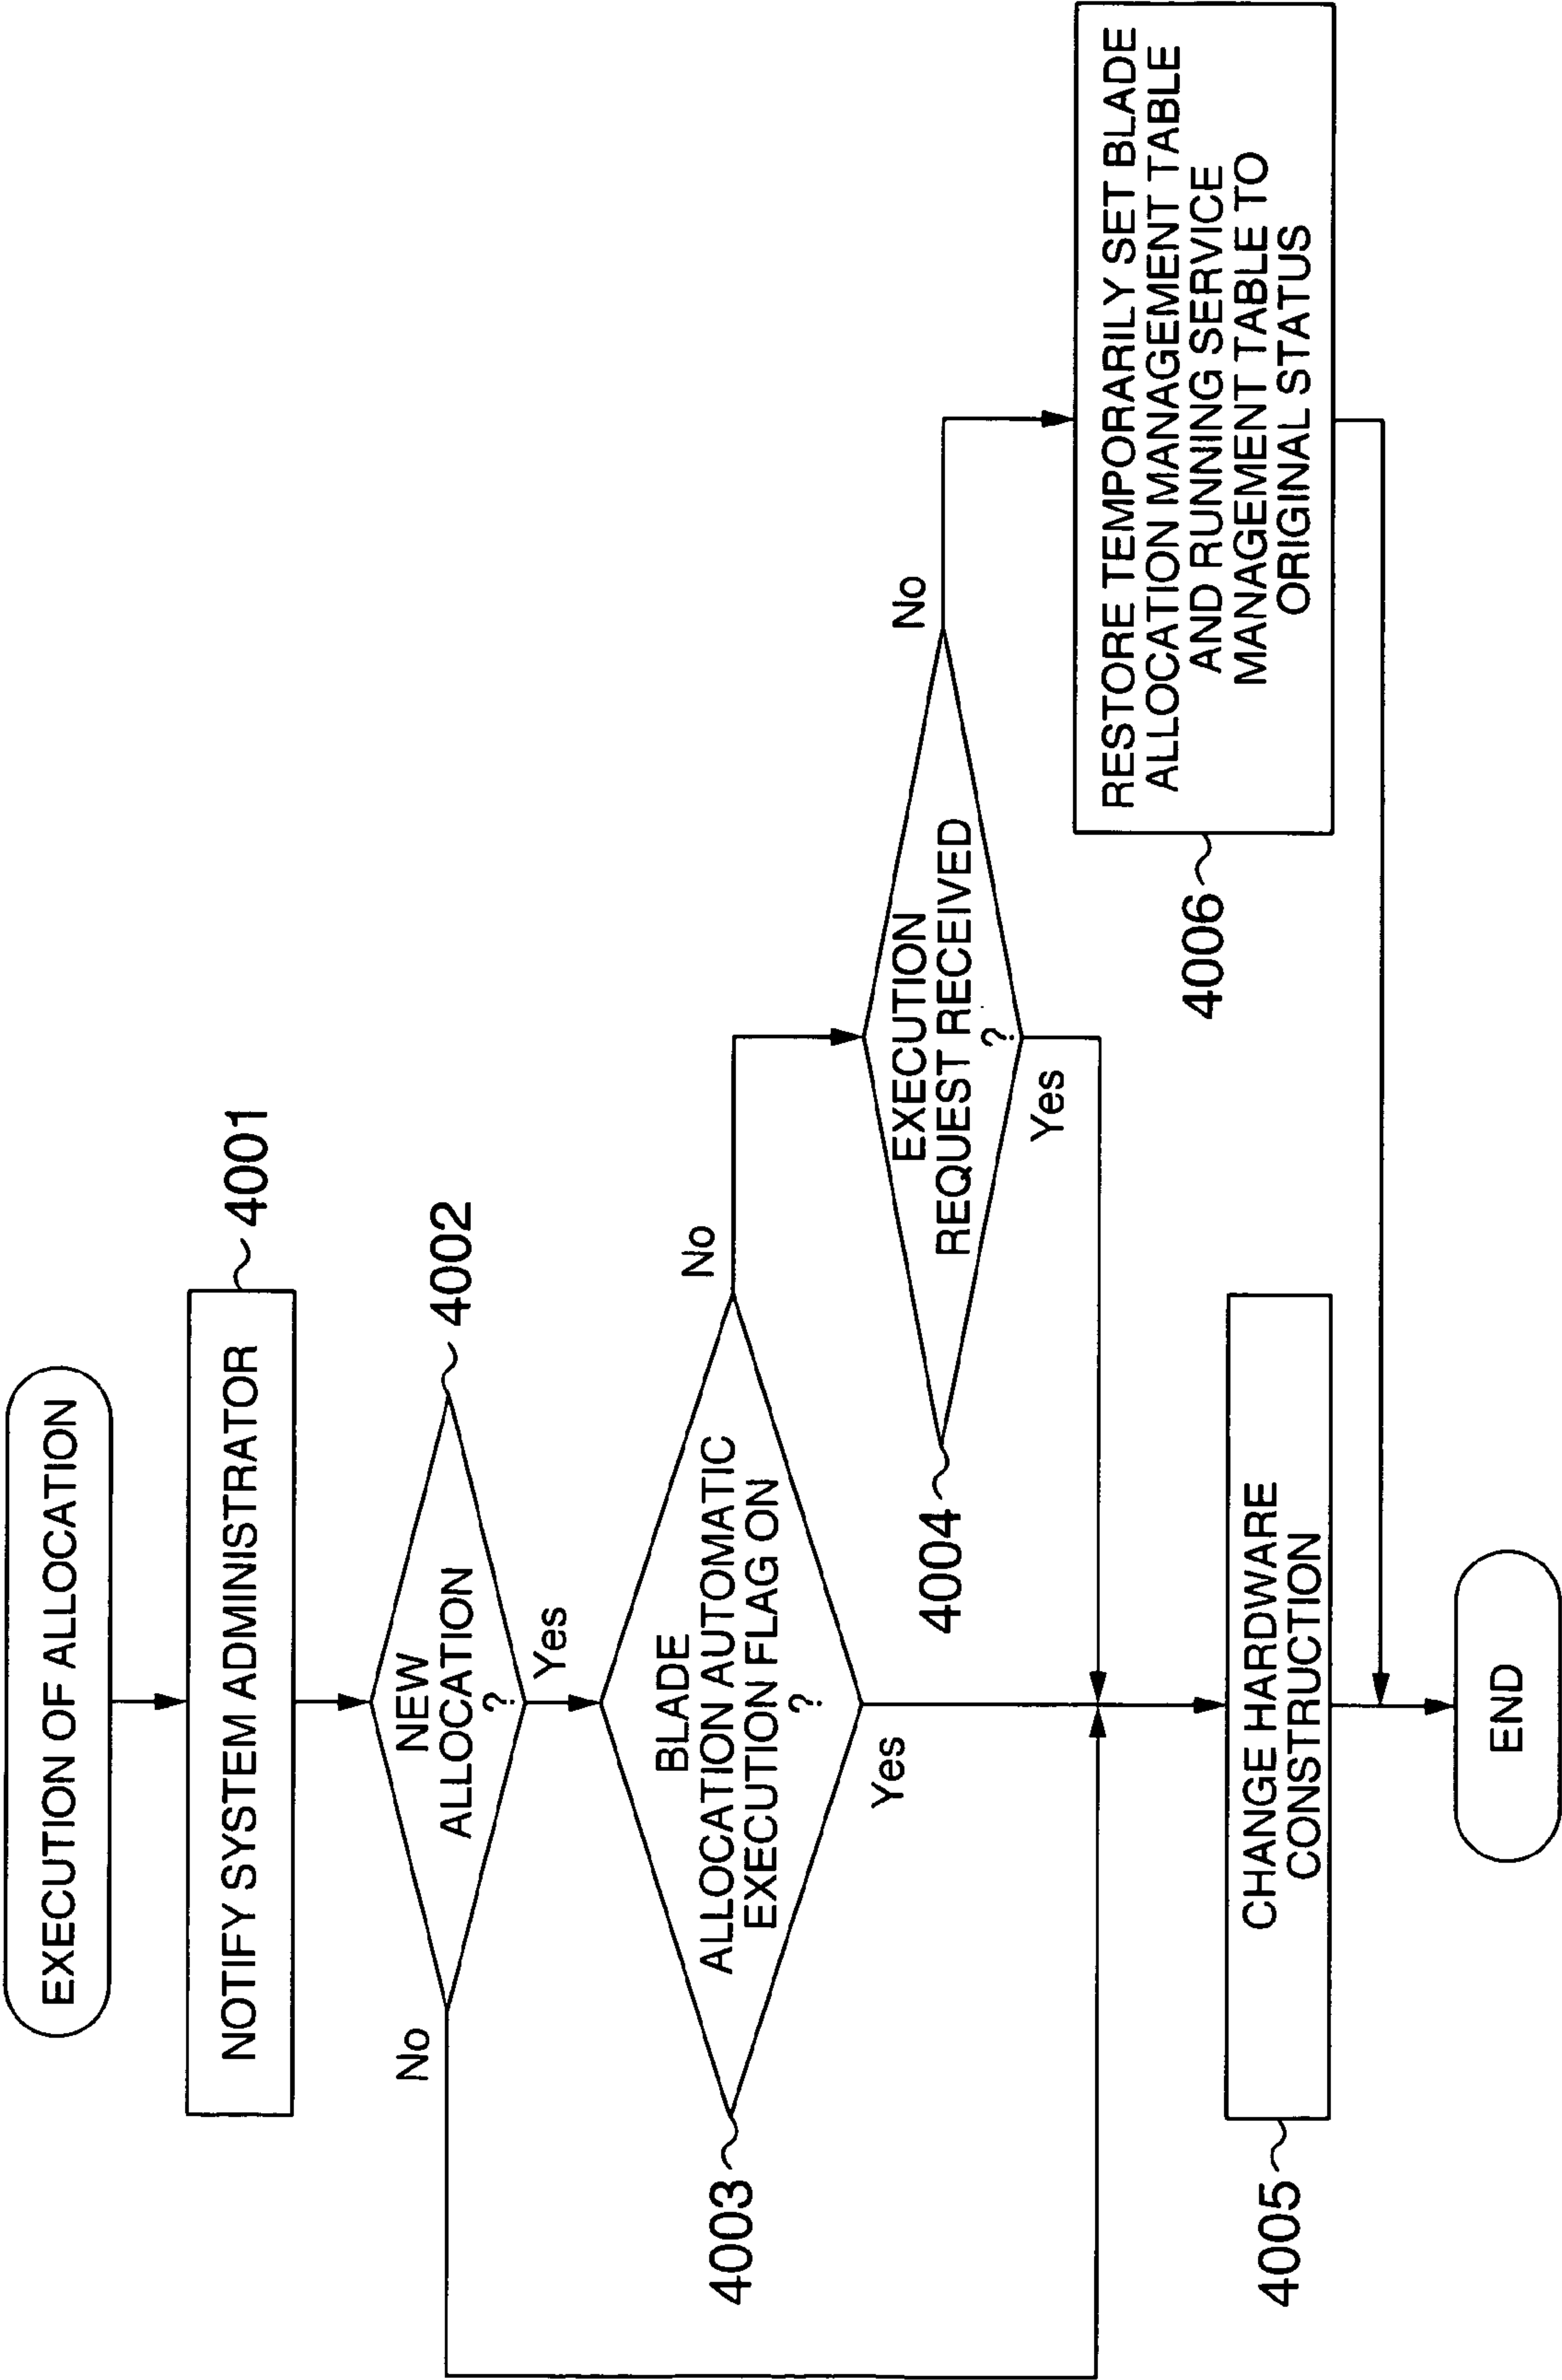 EXECUTION OF ALLOCATION
NOTIFY SYSTEM ADMINISTRATOR
4001
NEW
ALLOCATION
?
4002
No
Yes
BLADE
ALLOCATION AUTOMATIC
EXECUTION FLAG ON
?
4003
No
Yes
EXECUTION
REQUEST RECEIVED
?
4004
No
Yes
RESTORE TEMPORARILY SET BLADE
ALLOCATION MANAGEMENT TABLE
AND RUNNING SERVICE
MANAGEMENT TABLE TO
ORIGINAL STATUS
4006
CHANGE HARDWARE
CONSTRUCTION
4005
END